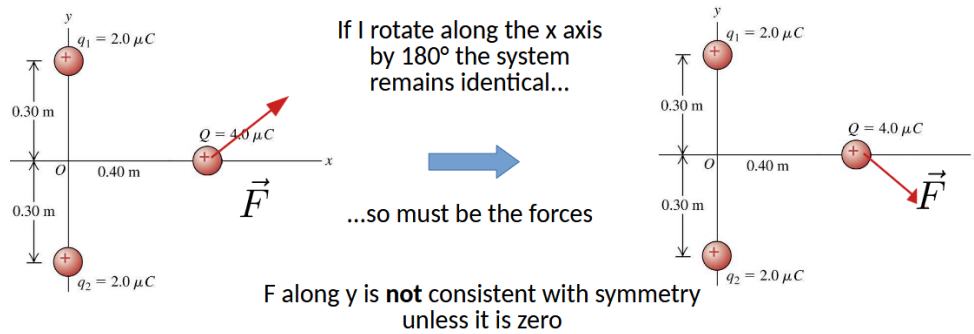 y
q₁ = 2.0 μC
+
0.30 m
Q = 4.0 μC
+
x
O
0.40 m
0.30 m
F⃗
+
q₂ = 2.0 μC
If I rotate along the x axis
by 180° the system
remains identical...
...so must be the forces
y
q₁ = 2.0 μC
+
0.30 m
Q = 4.0 μC
+
O
0.40 m
0.30 m
F⃗
+
q₂ = 2.0 μC
F along y is not consistent with symmetry
unless it is zero